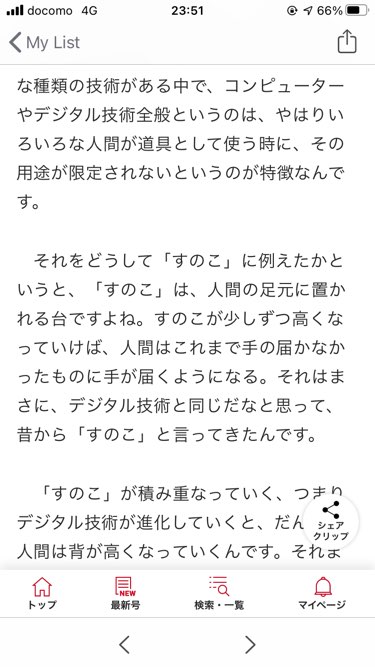 docomo 4G 23:51 66%
My List
な種類の技術がある中で、コンピューター
やデジタル技術全般というのは、やはりい
ろいろな人間が道具として使う時に、その
用途が限定されないというのが特徴なんで
す。
それをどうして「すのこ」に例えたかと
いうと、「すのこ」は、人間の足元に置か
れる台ですよね。すのこが少しずつ高くな
っていけば、人間はこれまで手の届かなか
ったものに手が届くようになる。それはま
さに、デジタル技術と同じだなと思って、
昔から「すのこ」と言ってきたんです。
「すのこ」が積み重なっていく、つまり
デジタル技術が進化していくと、だん
人間は背が高くなっていくんです。それま
シェア
クリップ
NEW
トップ 最新号 検索・一覧 マイページ